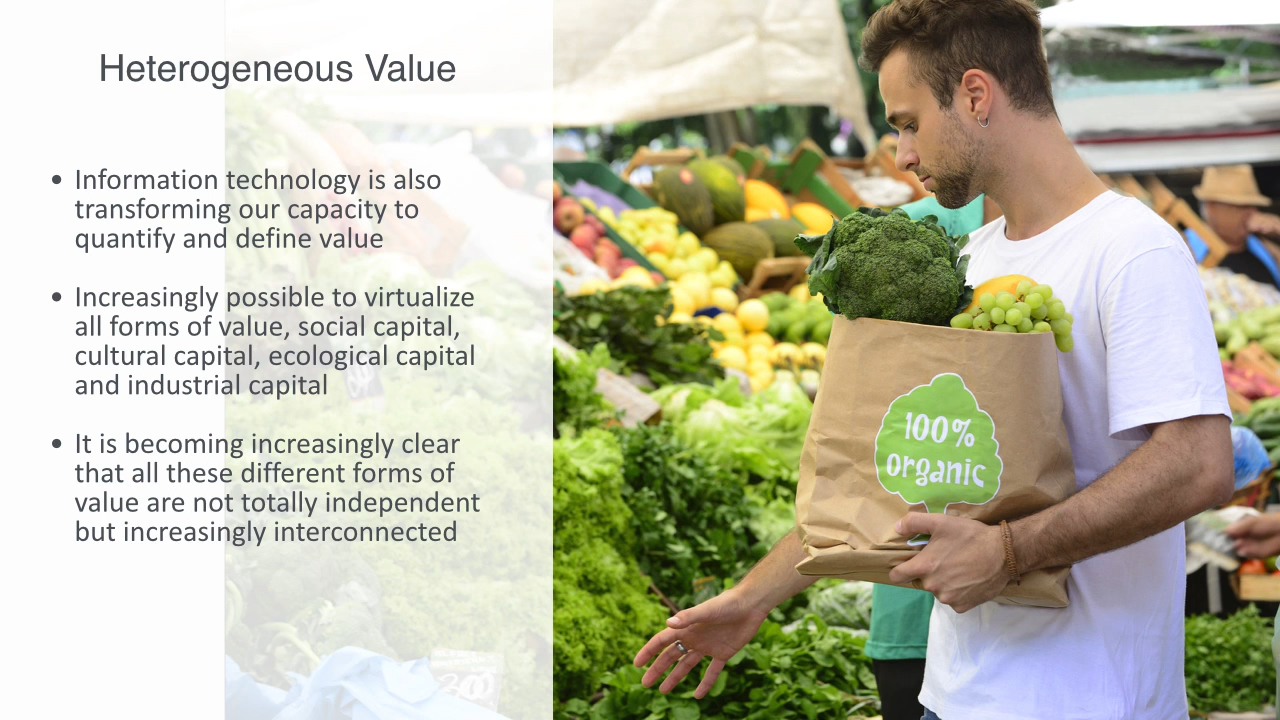 Heterogeneous Value
• Information technology is also
transforming our capacity to
quantify and define value
• Increasingly possible to virtualize
all forms of value, social capital,
cultural capital, ecological capital
and industrial capital
• It is becoming increasingly clear
that all these different forms of
value are not totally independent
but increasingly interconnected
100%
organic